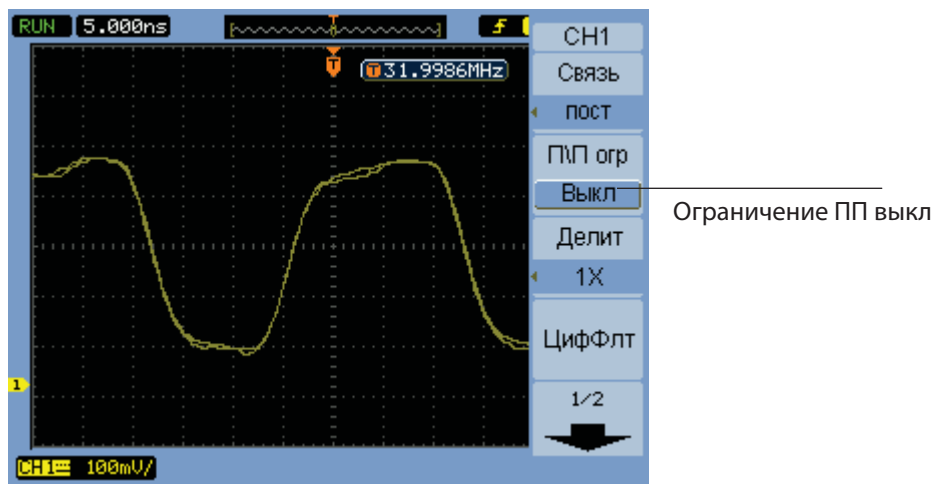 RUN 5.000ns
T
T
T 31.9986MHz
CH1
Связь
пост
П\П огр
Выкл
Делит
1X
ЦифФлт
1/2
1
CH1 100mV/
Ограничение ПП выкл